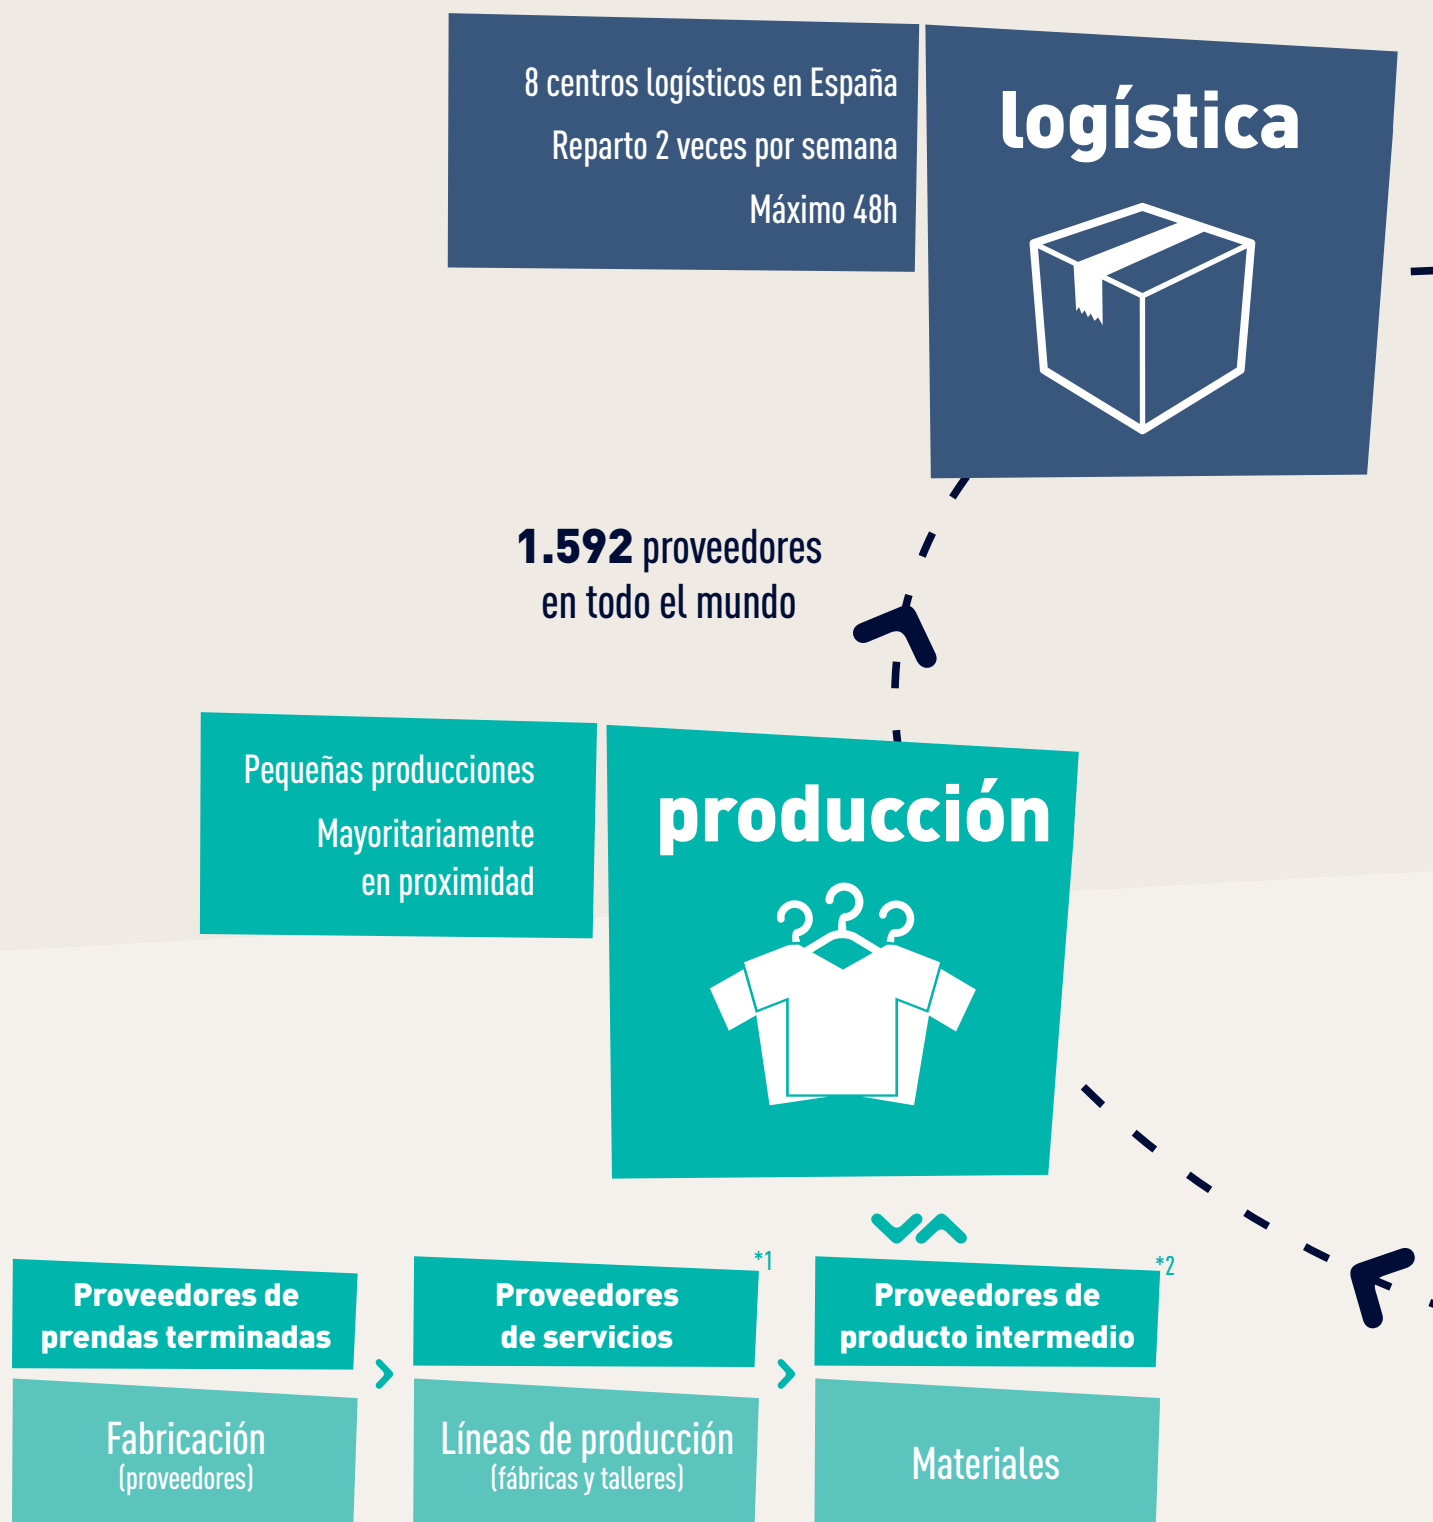 8 centros logísticos en España
Reparto 2 veces por semana
Máximo 48h
logística
1.592 proveedores
en todo el mundo
Pequeñas producciones
Mayoritariamente
en proximidad
producción
Proveedores de
prendas terminadas
Fabricación
(proveedores)
*1
Proveedores
de servicios
Líneas de producción
(fábricas y talleres)
*2
Proveedores de
producto intermedio
Materiales